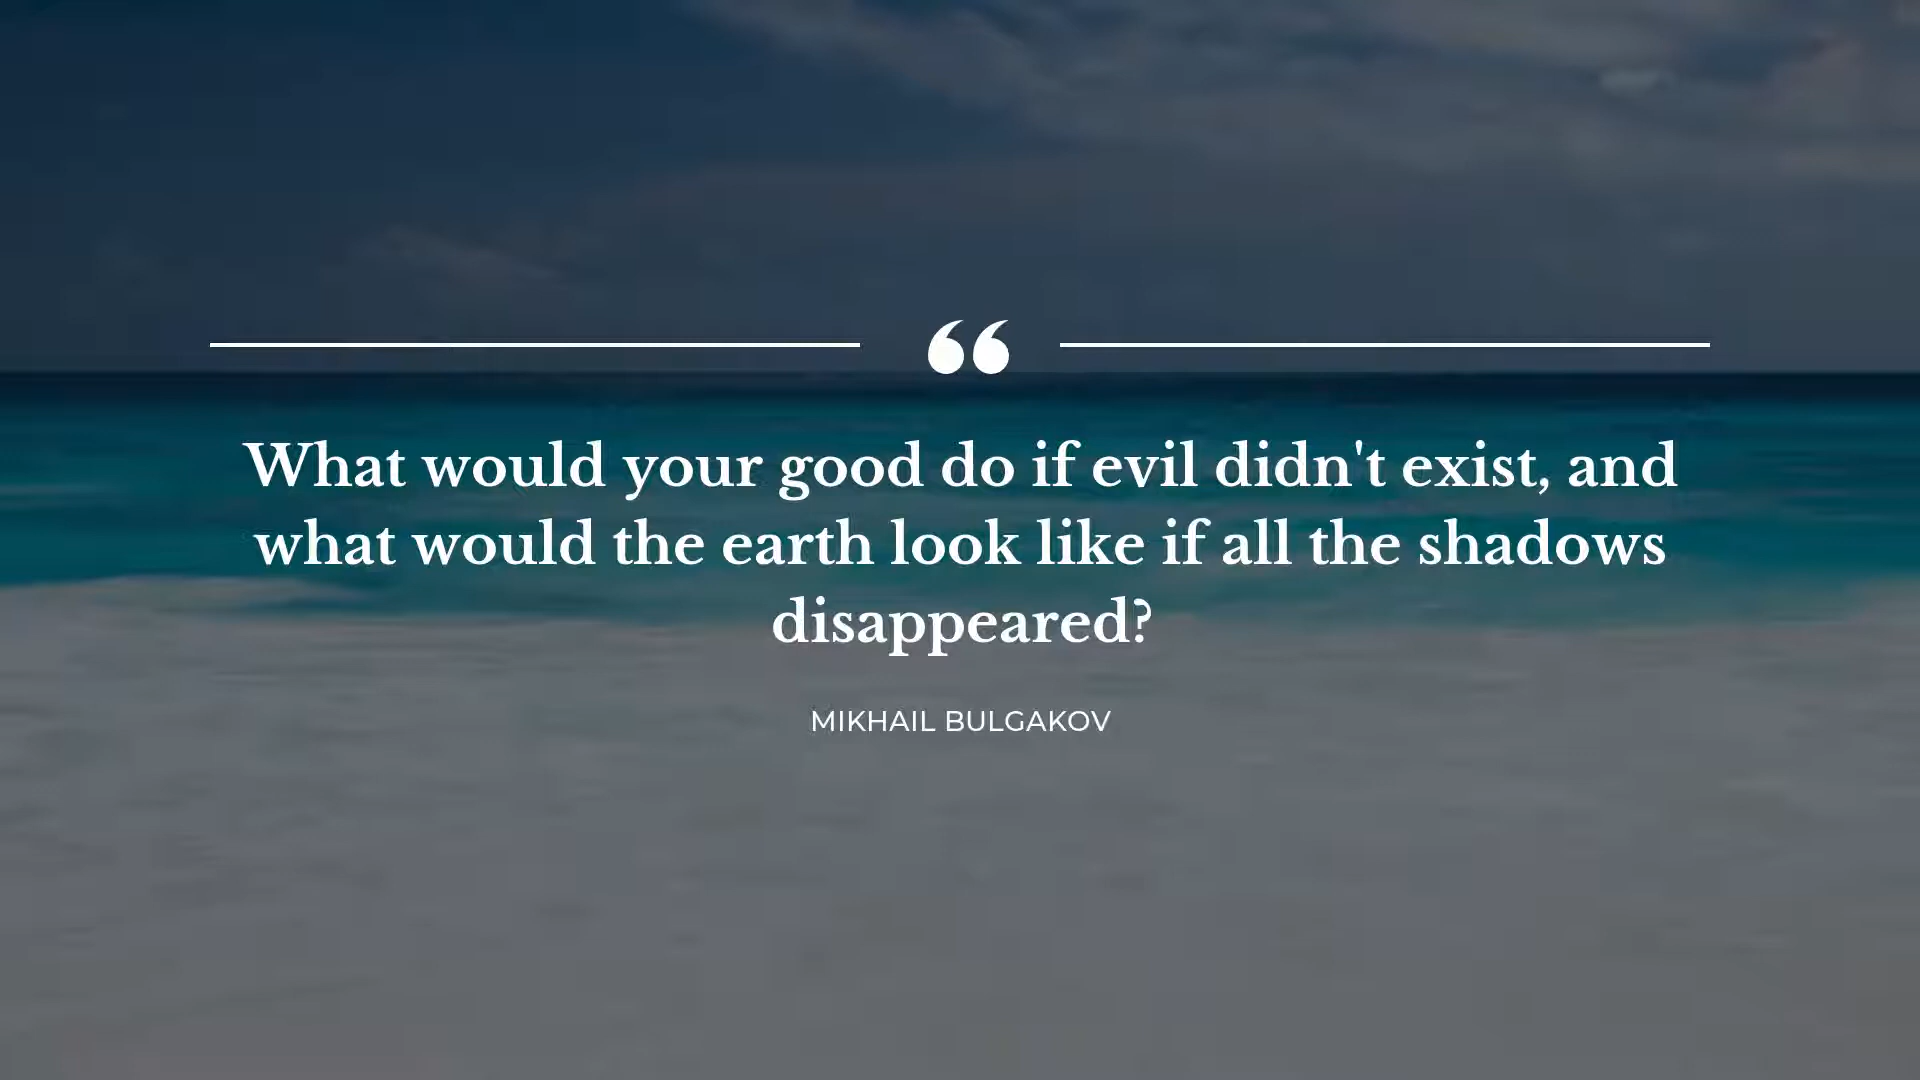 “
What would your good do if evil didn't exist, and
what would the earth look like if all the shadows
disappeared?
MIKHAIL BULGAKOV